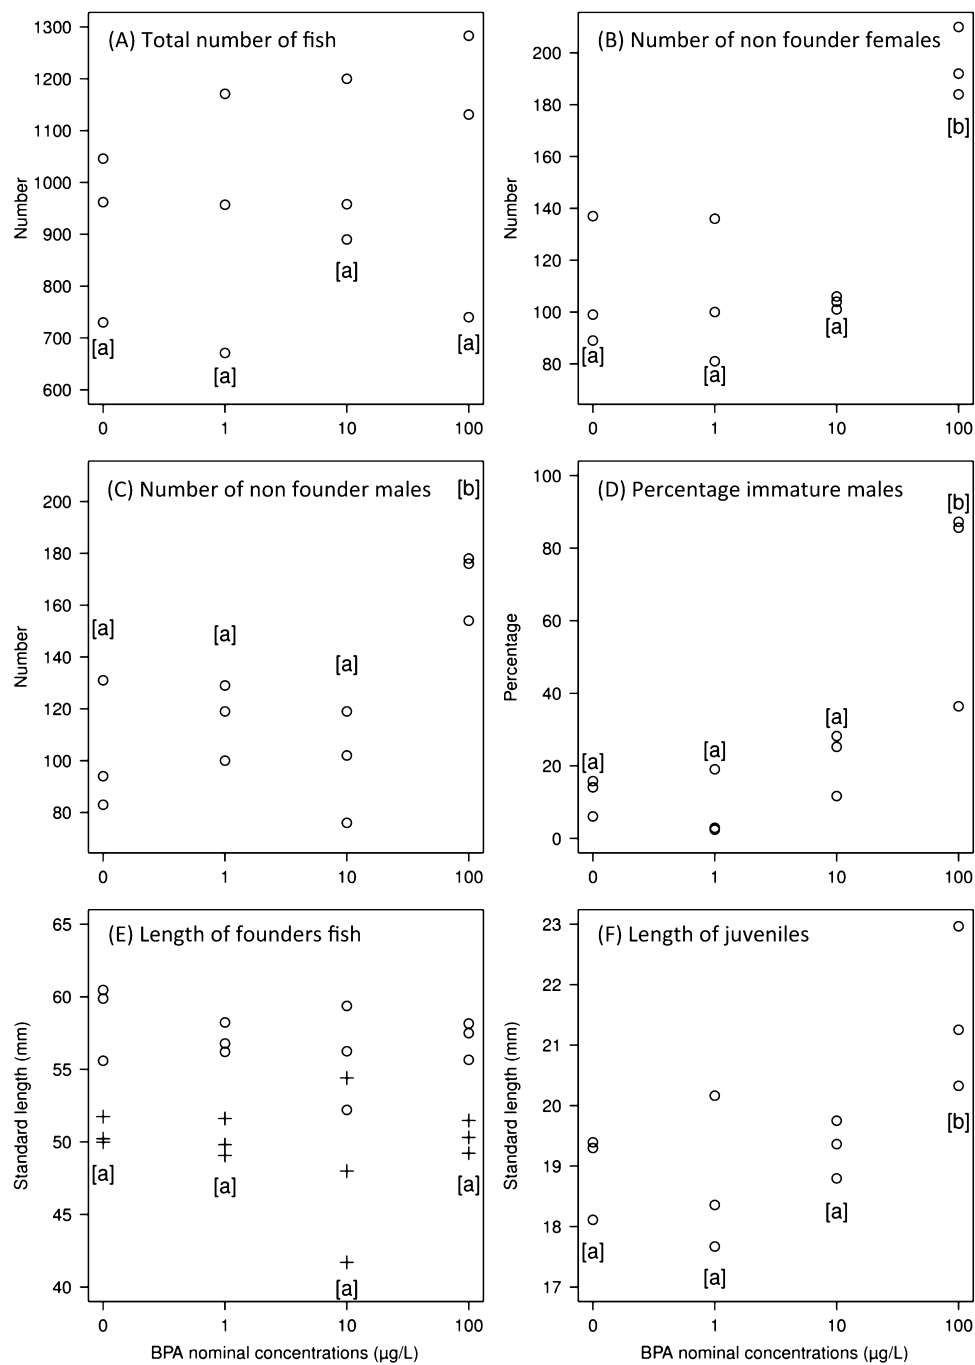 (A) Total number of fish
Number
1300
1200
1100
1000
900
800
700
600
[a]
[a]
[a]
[a]
0 1 10 100
(B) Number of non founder females
Number
200
180
160
140
120
100
80
[b]
[a]
[a]
[a]
0 1 10 100
(C) Number of non founder males
Number
200
180
160
140
120
100
80
[b]
[a]
[a]
[a]
0 1 10 100
(D) Percentage immature males
Percentage
100
80
60
40
20
0
[b]
[a]
[a]
[a]
0 1 10 100
(E) Length of founders fish
Standard length (mm)
65
60
55
50
45
40
[a]
[a]
[a]
[a]
0 1 10 100
BPA nominal concentrations (µg/L)
(F) Length of juveniles
Standard length (mm)
23
22
21
20
19
18
17
[b]
[a]
[a]
[a]
0 1 10 100
BPA nominal concentrations (µg/L)